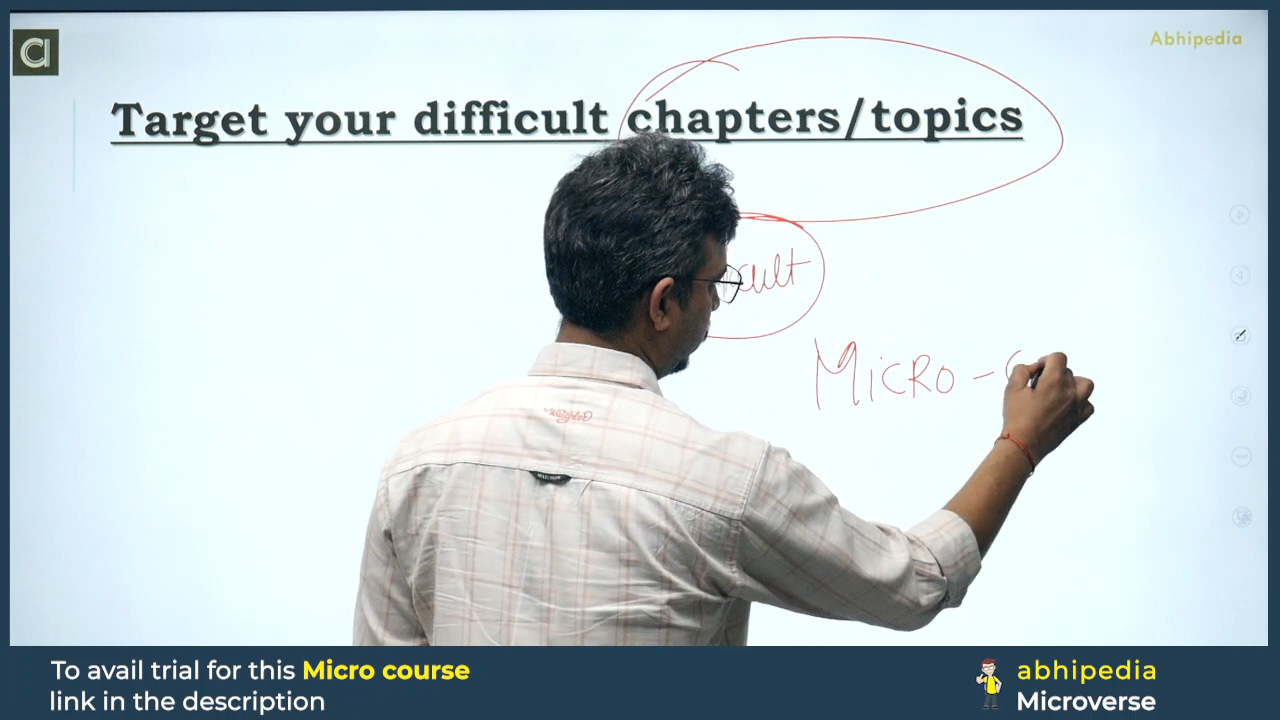 Abhipedia
Target your difficult chapters/topics
cult
MiCRO -
To avail trial for this Micro course
link in the description
abhipedia
Microverse